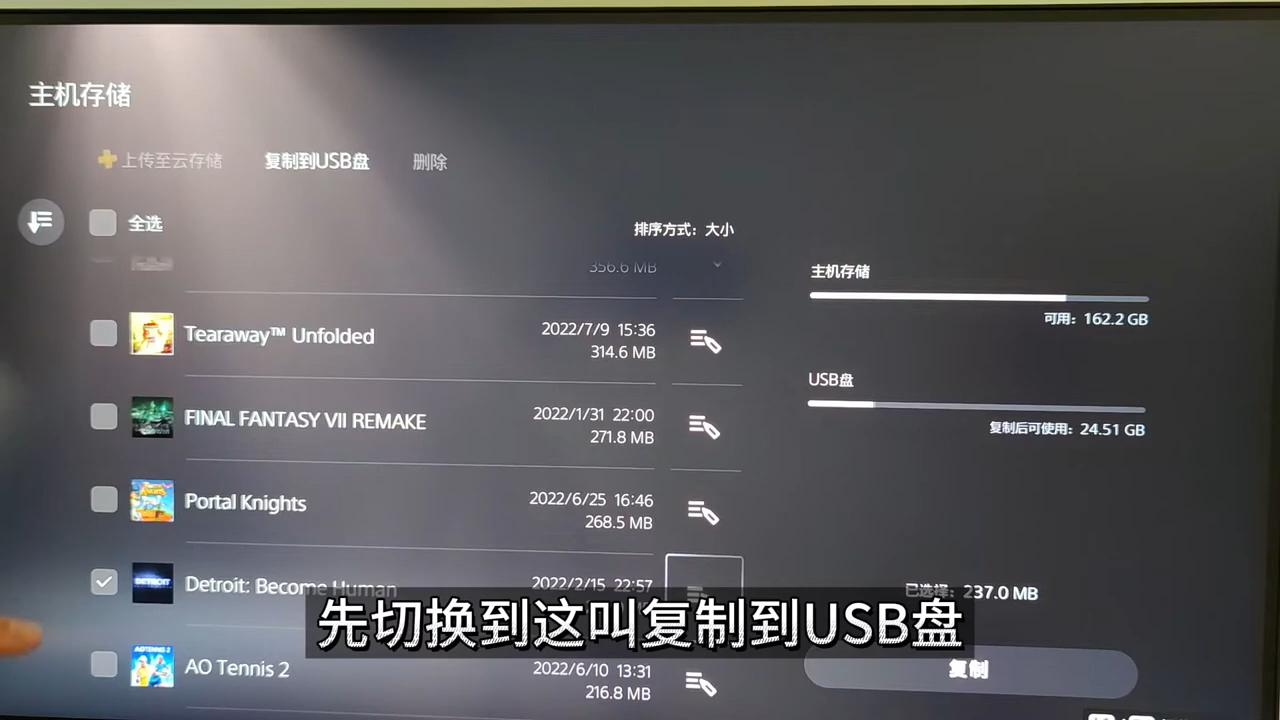 主机存储
上传至云存储 复制到USB盘 删除
全选
排序方式：大小
356.6 MB
Tearaway™ Unfolded
2022/7/9 15:36
314.6 MB
FINAL FANTASY VII REMAKE
2022/1/31 22:00
271.8 MB
Portal Knights
2022/6/25 16:46
268.5 MB
DETROIT
Detroit: Become Human
2022/2/15 22:57
AO TENNIS 2
AO Tennis 2
2022/6/10 13:31
216.8 MB
主机存储
可用：162.2 GB
USB盘
复制后可使用：24.51 GB
已选择：237.0 MB
复制
先切换到这叫复制到USB盘